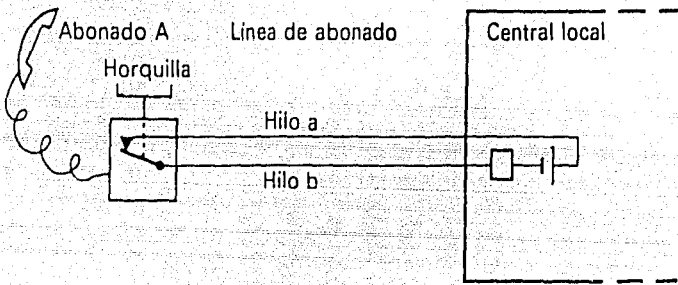 Abonado A
Línea de abonado
Central local
Horquilla
Hilo a
Hilo b